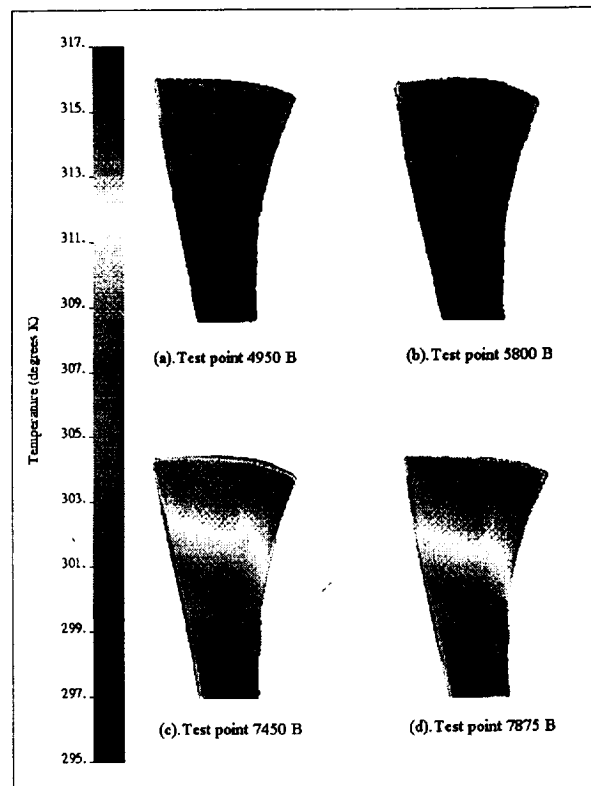 317.
315.
313.
311.
309.
307.
305.
303.
301.
299.
297.
295.
Temperature (degrees K)
(a). Test point 4950 B
(b). Test point 5800 B
(c). Test point 7450 B
(d). Test point 7875 B